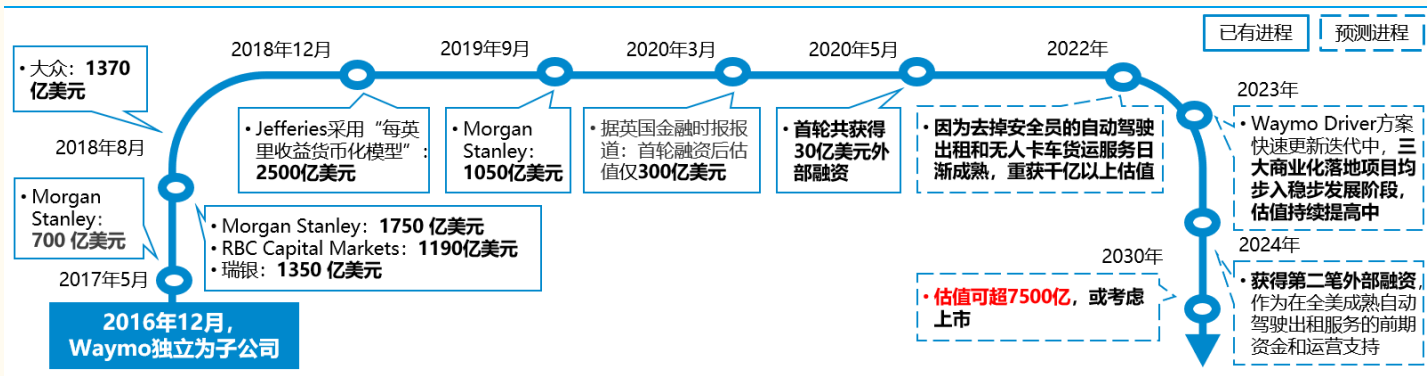 已有进程
预测进程
2018年12月
2019年9月
2020年3月
2020年5月
2022年
2023年
• 大众：1370
亿美元
2018年8月
• Jefferies采用“每英
里收益货币化模型”：
2500亿美元
• Morgan
Stanley：
1050亿美元
• 据英国金融时报报
道：首轮融资后估
值仅300亿美元
• 首轮共获得
30亿美元外
部融资
• 因为去掉安全员的自动驾驶
出租和无人卡车货运服务日
渐成熟，重获千亿以上估值
• Waymo Driver方案
快速更新迭代中，三
大商业化落地项目均
步入稳步发展阶段，
估值持续提高中
• Morgan
Stanley：
700 亿美元
• Morgan Stanley：1750 亿美元
• RBC Capital Markets：1190亿美元
• 瑞银：1350 亿美元
2017年5月
2016年12月，
Waymo独立为子公司
2024年
• 获得第二笔外部融资，
作为在全美成熟自动
驾驶出租服务的前期
资金和运营支持
2030年
• 估值可超7500亿，或考虑
上市